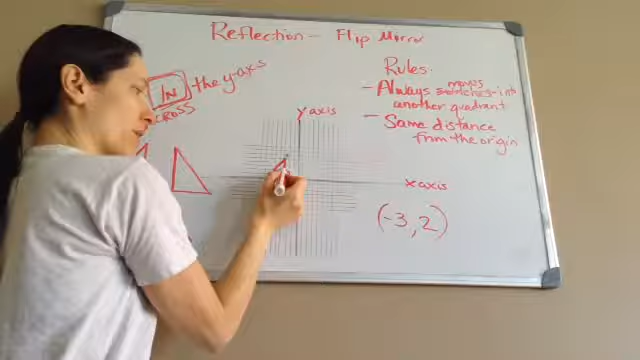 Reflection - Flip Mirror
IN the y-axis
ACROSS
Rules:
- Always moves into
another quadrant
- Same distance
from the origin
y axis
x axis
(-3, 2)